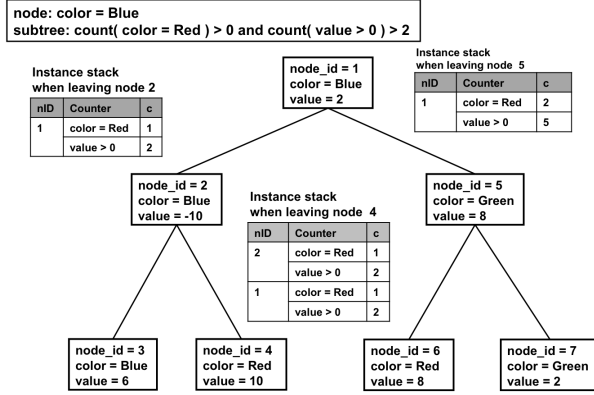 node: color = Blue
subtree: count( color = Red ) > 0 and count( value > 0 ) > 2
Instance stack
when leaving node 2
nID Counter c
1 color = Red 1
value > 0 2
node_id = 1
color = Blue
value = 2
Instance stack
when leaving node 5
nID Counter c
1 color = Red 2
value > 0 5
node_id = 2
color = Blue
value = -10
Instance stack
when leaving node 4
nID Counter c
2 color = Red 1
value > 0 2
1 color = Red 1
value > 0 2
node_id = 5
color = Green
value = 8
node_id = 3
color = Blue
value = 6
node_id = 4
color = Red
value = 10
node_id = 6
color = Red
value = 8
node_id = 7
color = Green
value = 2